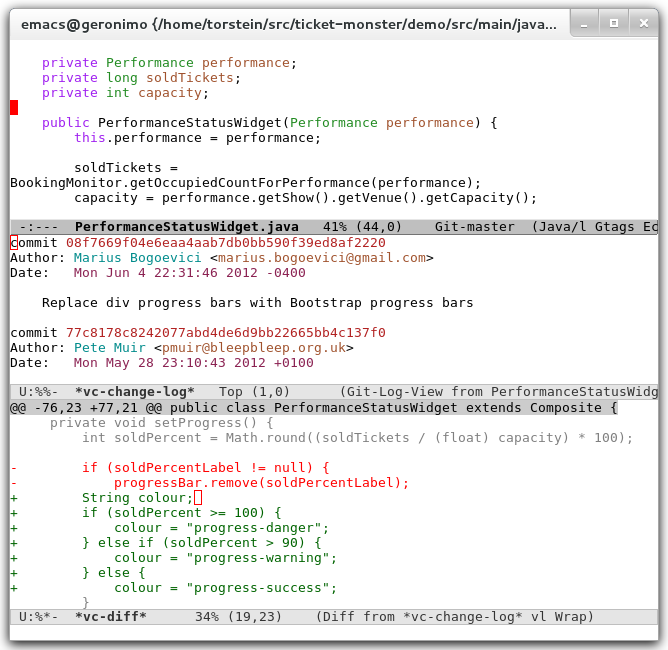 emacs@geronimo {/home/torstein/src/ticket-monster/demo/src/main/java...
    private Performance performance;
    private long soldTickets;
    private int capacity;
    public PerformanceStatusWidget(Performance performance) {
        this.performance = performance;
        soldTickets =
BookingMonitor.getOccupiedCountForPerformance(performance);
        capacity = performance.getShow().getVenue().getCapacity();
 -:---  PerformanceStatusWidget.java   41% (44,0)    Git-master  (Java/l Gtags Ed
commit 08f7669f04e6eaa4aab7db0bb590f39ed8af2220
Author: Marius Bogoevici <marius.bogoevici@gmail.com>
Date:   Mon Jun 4 22:31:46 2012 -0400
    Replace div progress bars with Bootstrap progress bars
commit 77c8178c8242077abd4de6d9bb22665bb4c137f0
Author: Pete Muir <pmuir@bleepbleep.org.uk>
Date:   Mon May 28 23:10:43 2012 +0100
 U:%%-  *vc-change-log*   Top (1,0)      (Git-Log-View from PerformanceStatusWidg
@@ -76,23 +77,21 @@ public class PerformanceStatusWidget extends Composite {
     private void setProgress() {
         int soldPercent = Math.round((soldTickets / (float) capacity) * 100);
-        if (soldPercentLabel != null) {
-            progressBar.remove(soldPercentLabel);
+        String colour;
+        if (soldPercent >= 100) {
+            colour = "progress-danger";
+        } else if (soldPercent > 90) {
+            colour = "progress-warning";
+        } else {
+            colour = "progress-success";
         }
 U:%*-  *vc-diff*      34% (19,23)    (Diff from *vc-change-log* vl Wrap)